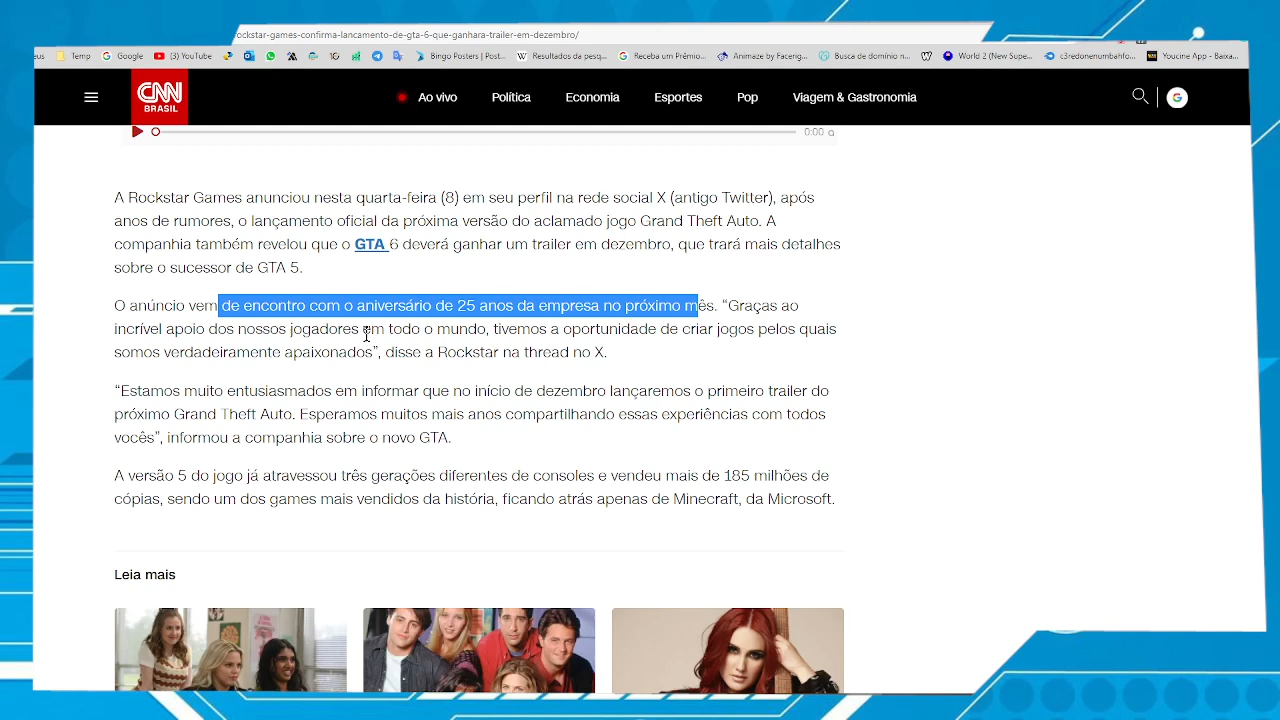 ockstar-games-confirma-lancamento-de-gta-6-que-ganhara-trailer-em-dezembro/
eus Temp Google (3) YouTube Bingo Posters | Post... Resultados da pesq... Receba um Prêmio... Animaze by Facerig... Busca de domínio n... World 2 (New Supe... c3redonenumbahfo... Youcine App - Baixa...
CNN BRASIL
Ao vivo Política Economia Esportes Pop Viagem & Gastronomia
0:00
A Rockstar Games anunciou nesta quarta-feira (8) em seu perfil na rede social X (antigo Twitter), após
anos de rumores, o lançamento oficial da próxima versão do aclamado jogo Grand Theft Auto. A
companhia também revelou que o GTA 6 deverá ganhar um trailer em dezembro, que trará mais detalhes
sobre o sucessor de GTA 5.
O anúncio vem de encontro com o aniversário de 25 anos da empresa no próximo mês. “Graças ao
incrível apoio dos nossos jogadores em todo o mundo, tivemos a oportunidade de criar jogos pelos quais
somos verdadeiramente apaixonados”, disse a Rockstar na thread no X.
“Estamos muito entusiasmados em informar que no início de dezembro lançaremos o primeiro trailer do
próximo Grand Theft Auto. Esperamos muitos mais anos compartilhando essas experiências com todos
vocês”, informou a companhia sobre o novo GTA.
A versão 5 do jogo já atravessou três gerações diferentes de consoles e vendeu mais de 185 milhões de
cópias, sendo um dos games mais vendidos da história, ficando atrás apenas de Minecraft, da Microsoft.
Leia mais